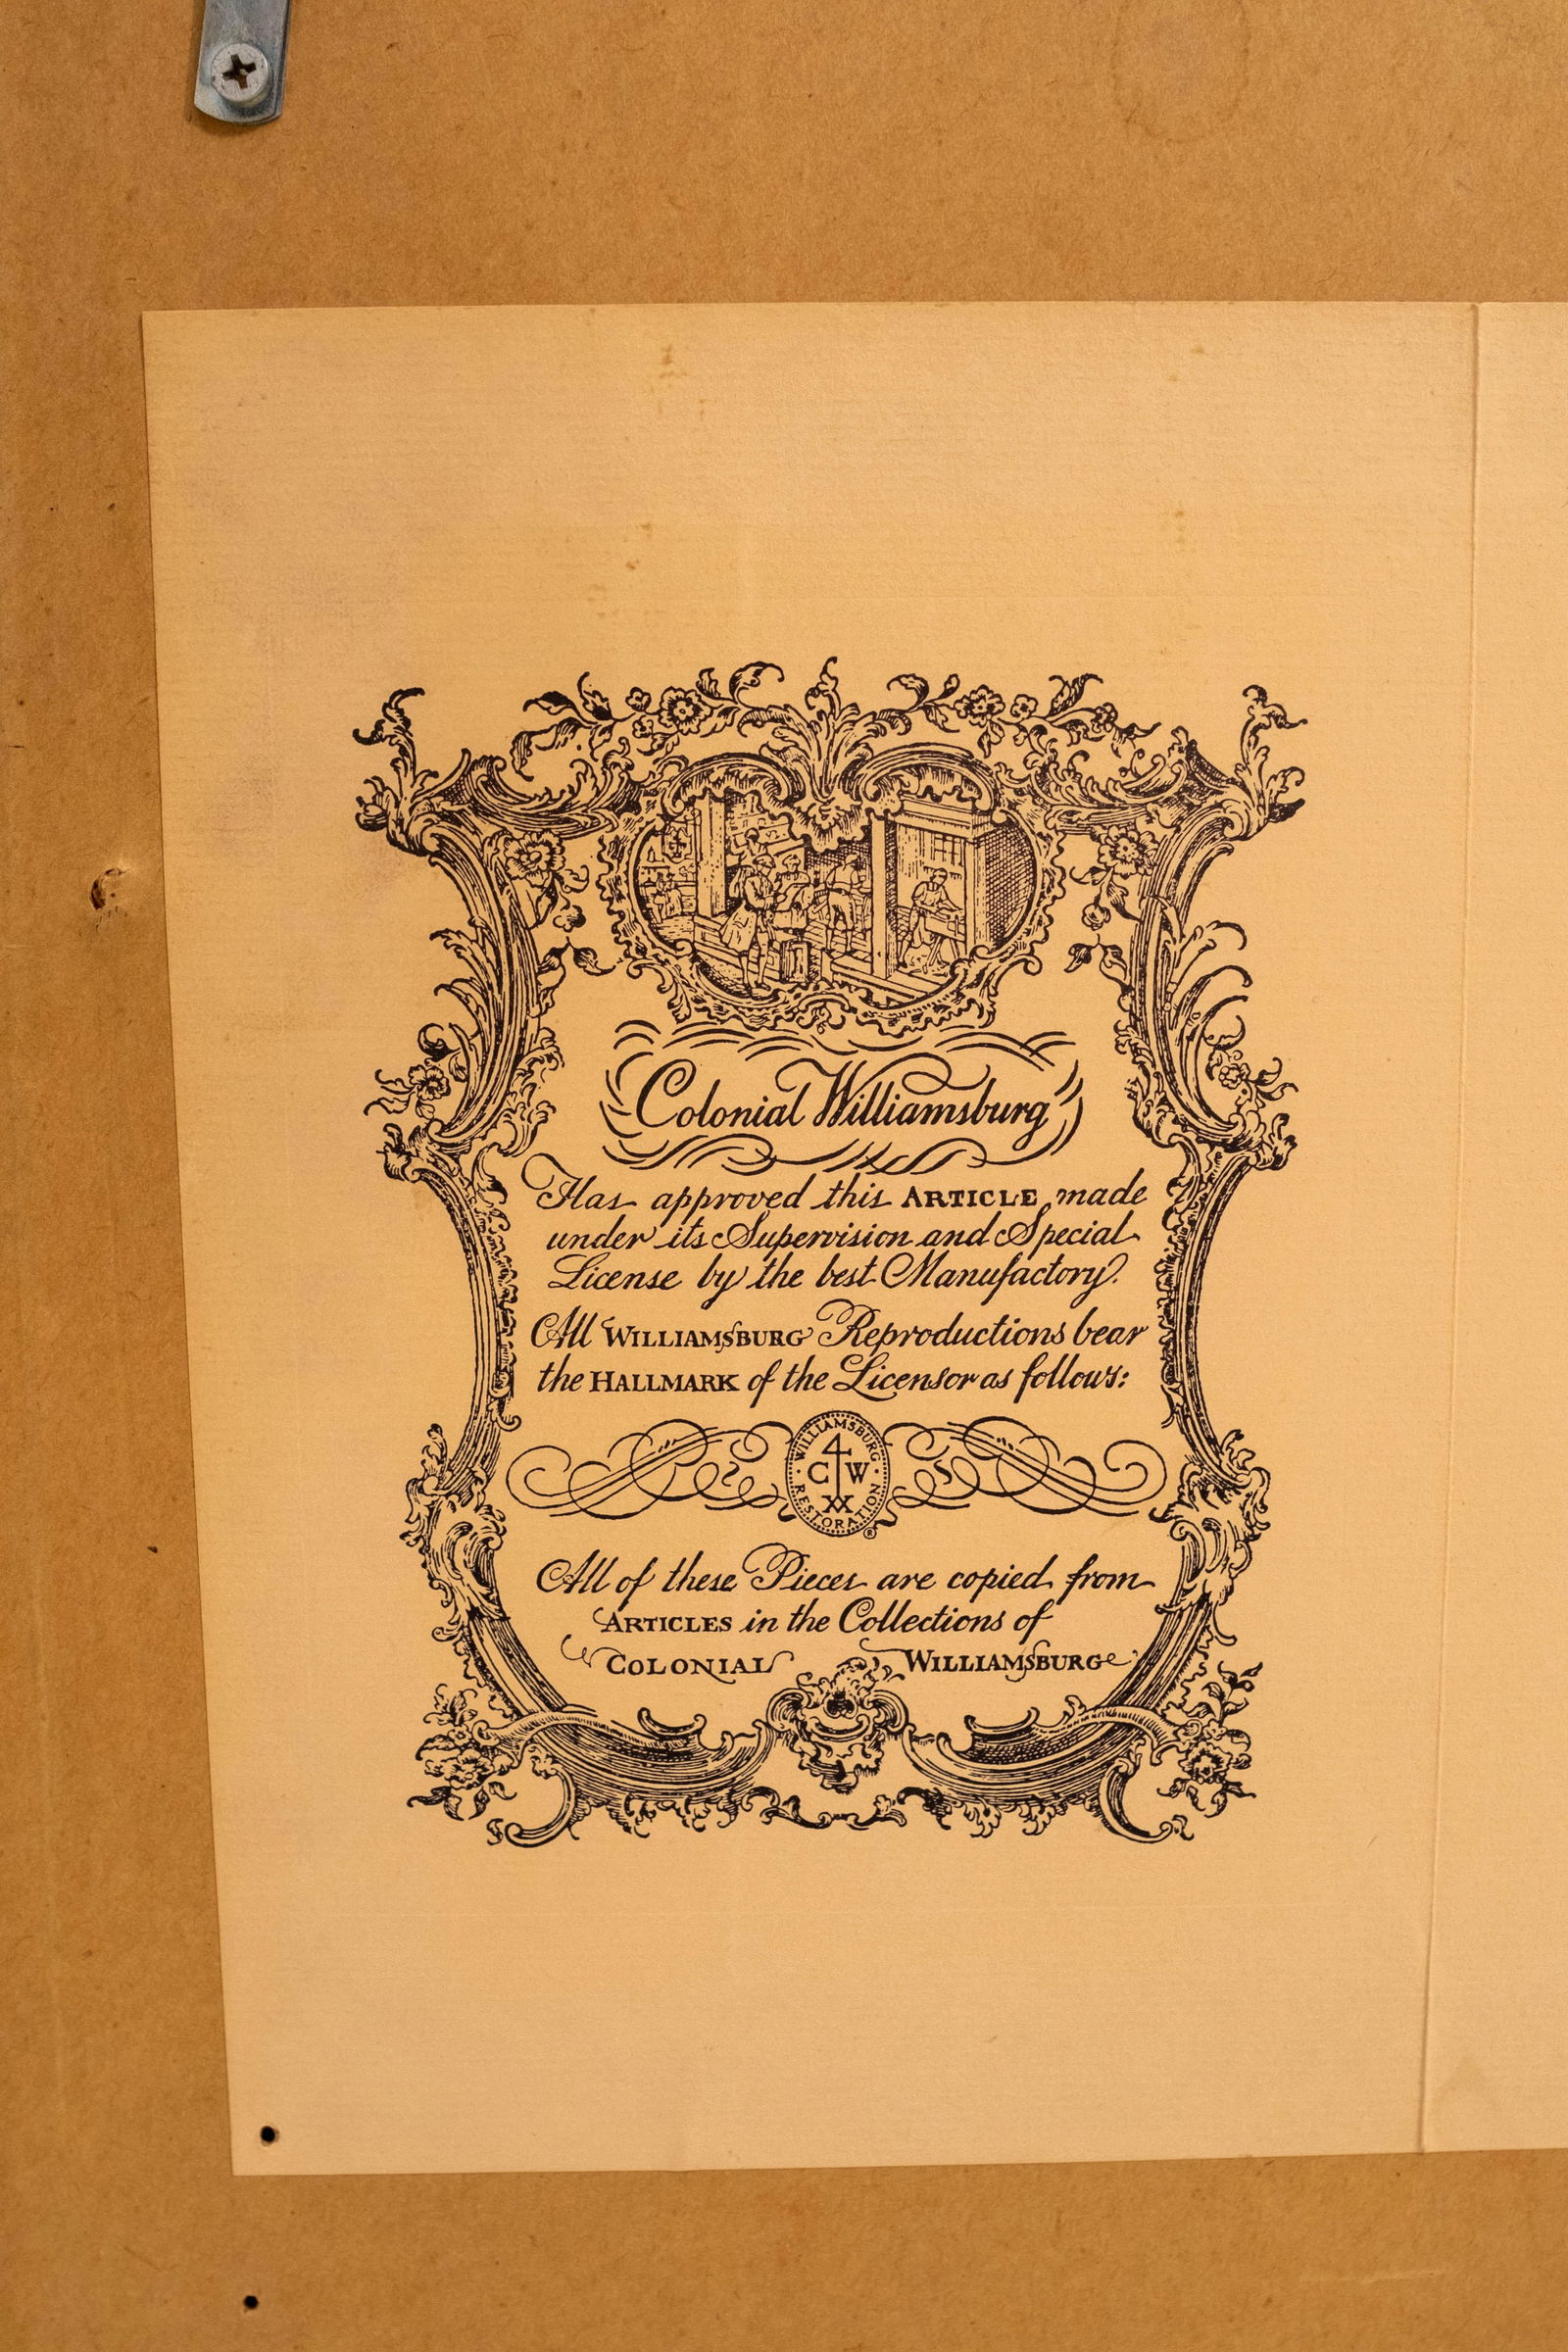 Colonial Williamsburg
Has approved this ARTICLE made
under its Supervision and Special
License by the best Manufactory.
All WILLIAMSBURG Reproductions bear
the HALLMARK of the Licensor as follows:
WILLIAMSBURG
CW
RESTORATION ®
All of these Pieces are copied from
ARTICLES in the Collections of
COLONIAL WILLIAMSBURG